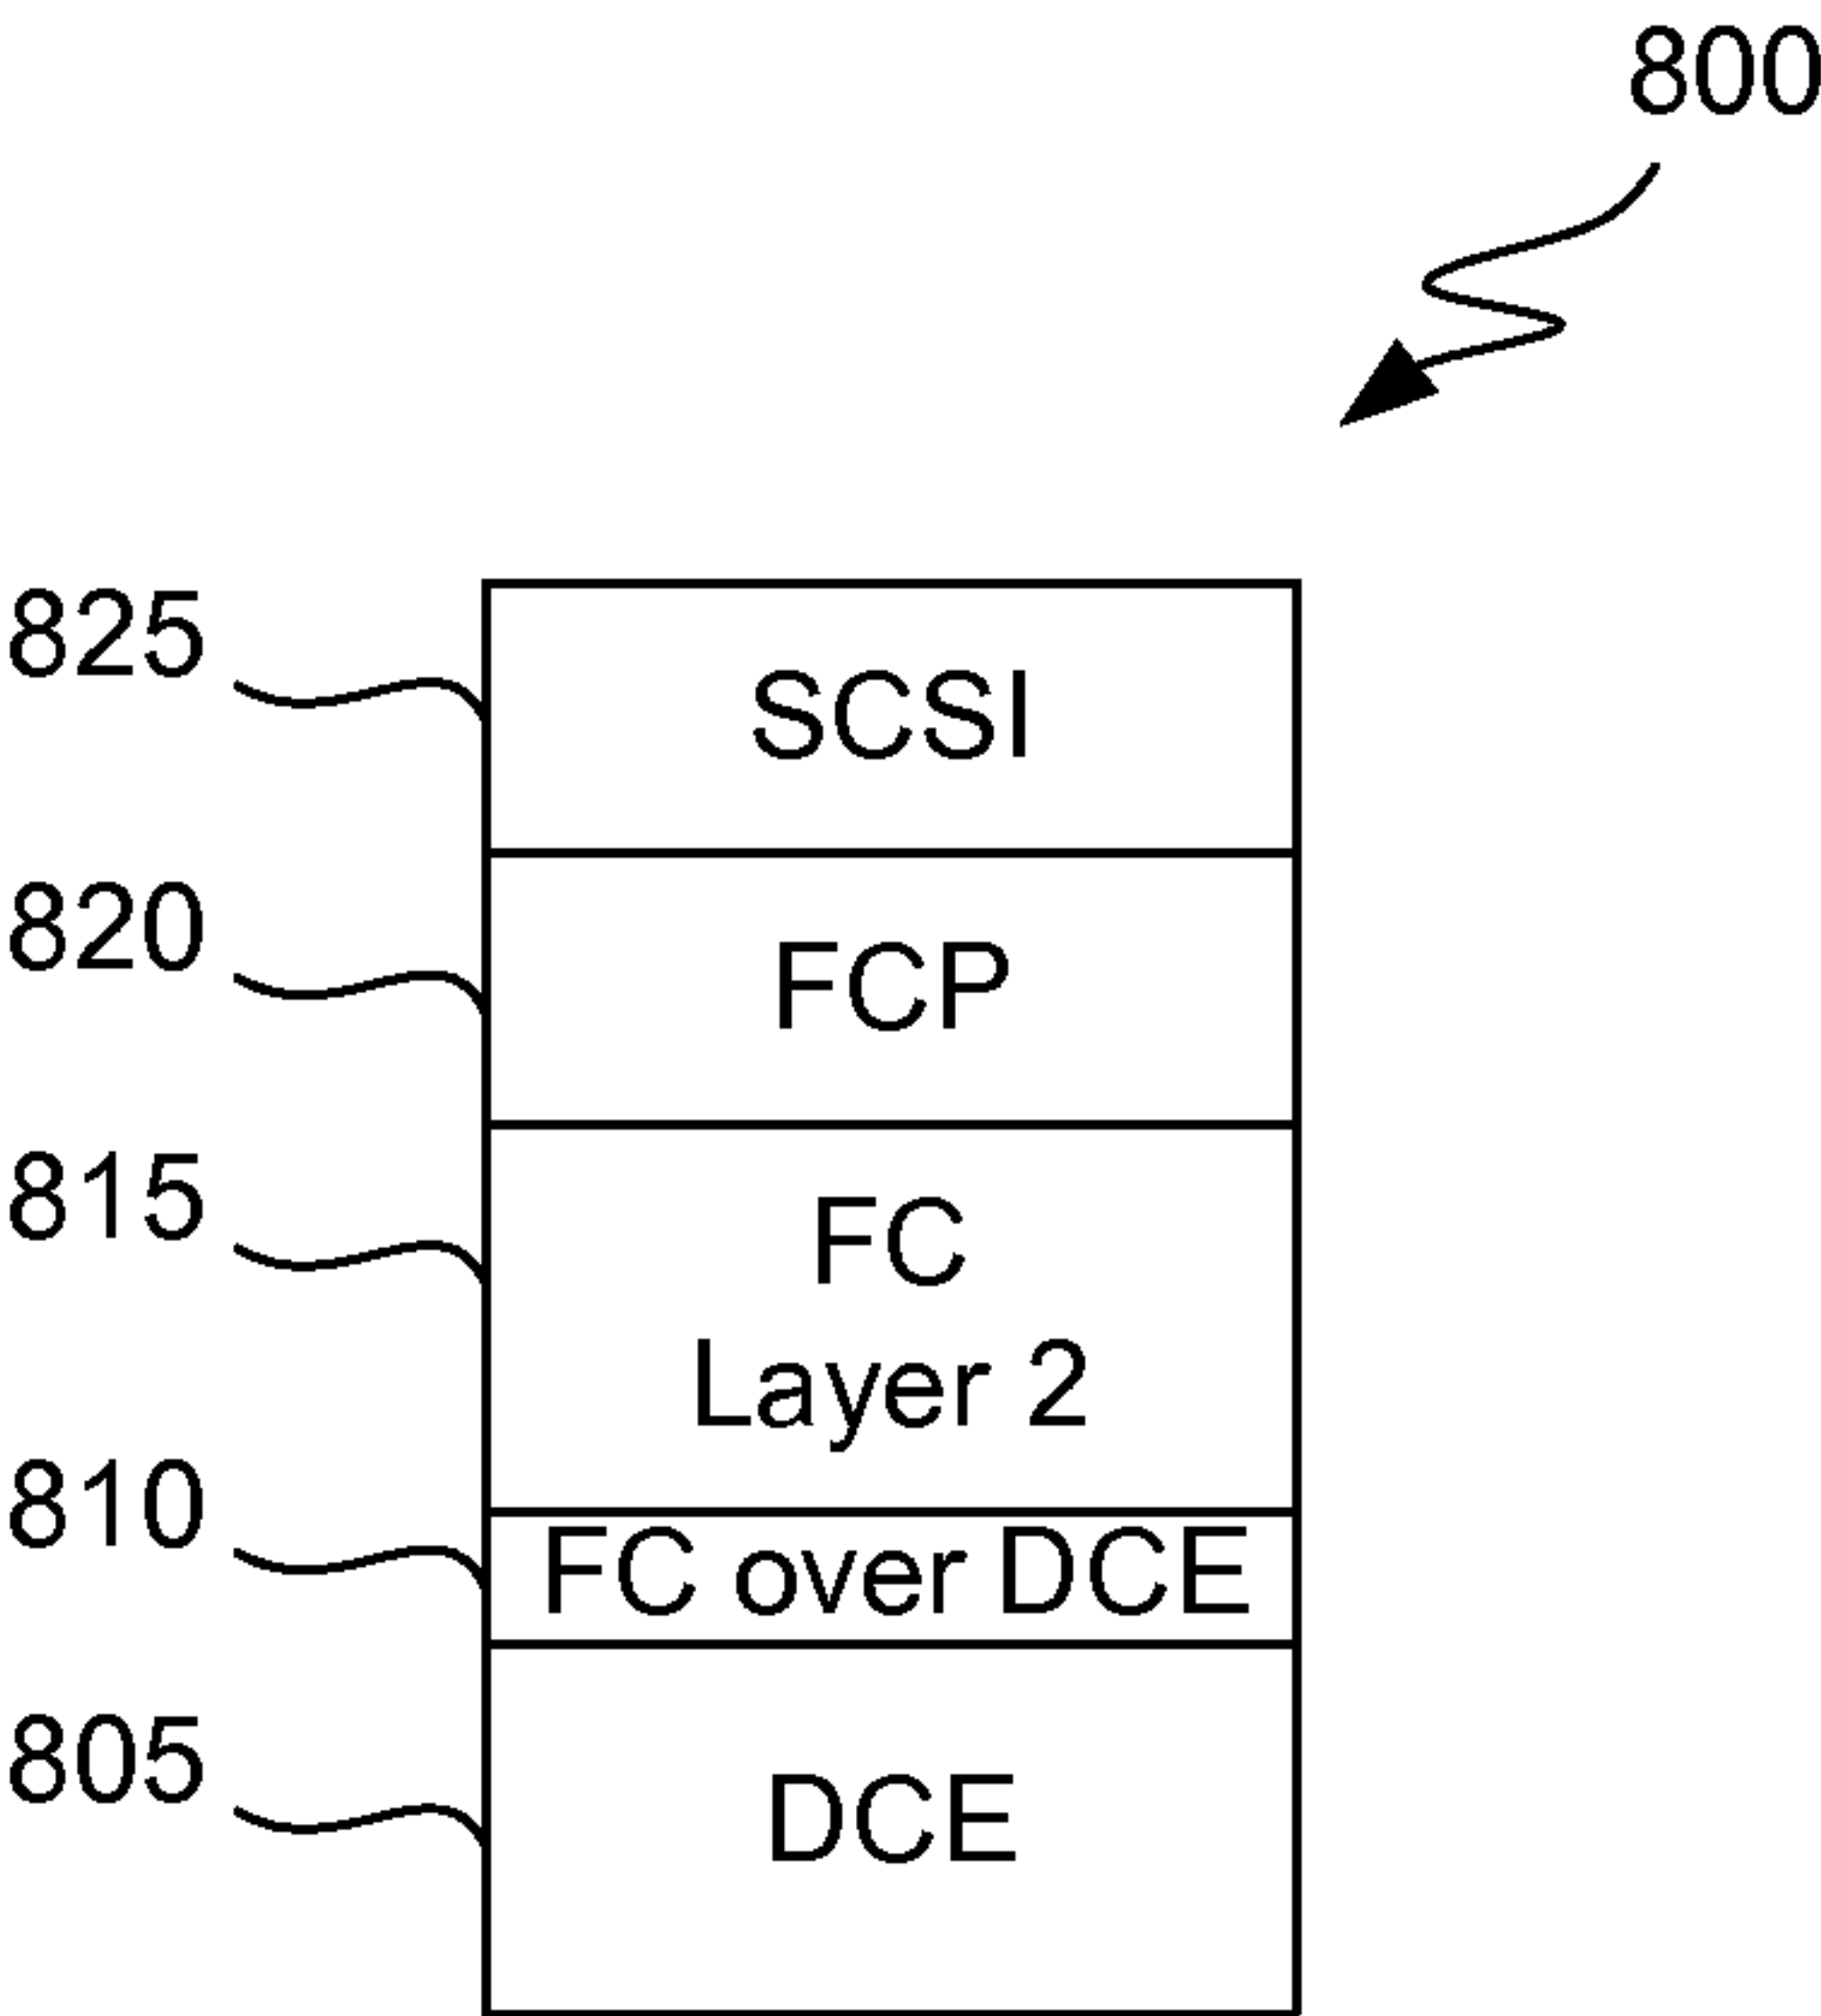 800
825
SCSI
820
FCP
815
FC
Layer 2
810
FC over DCE
805
DCE